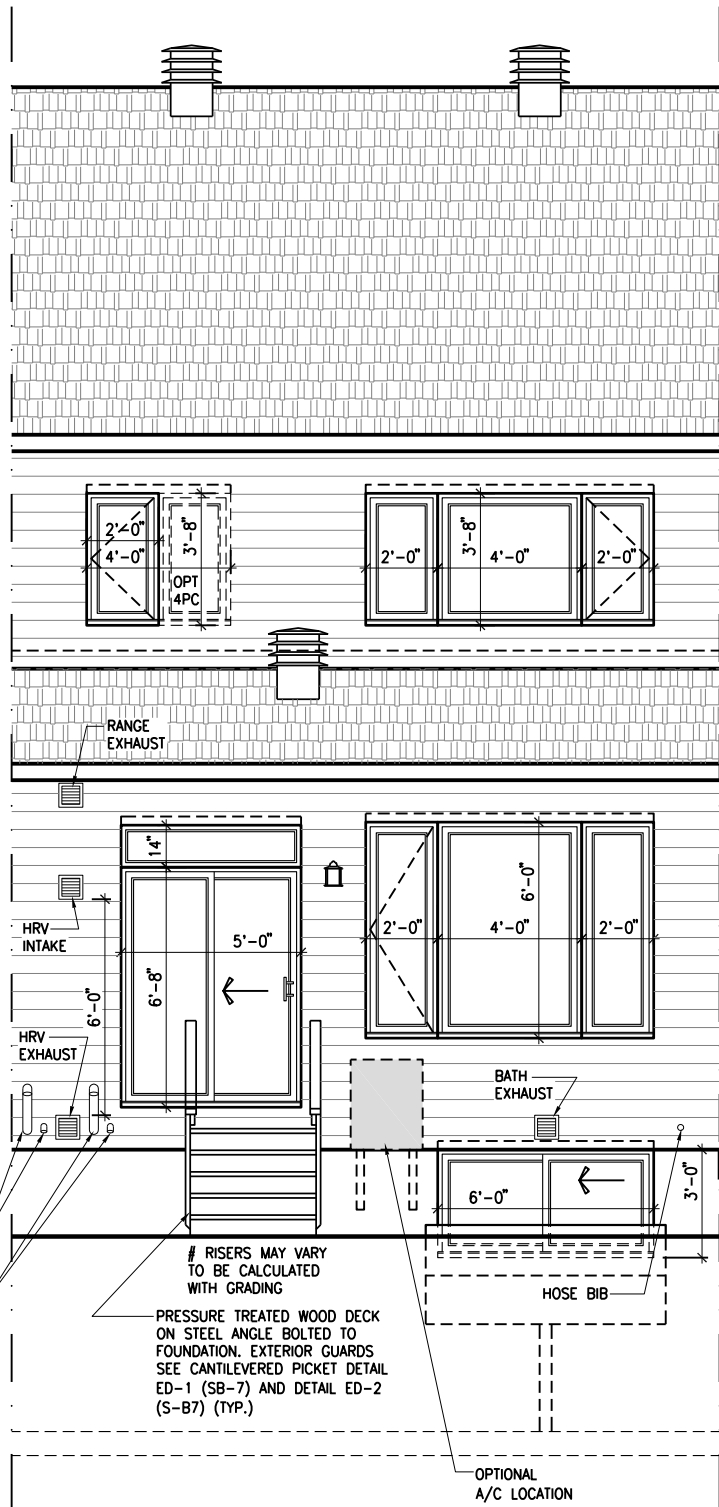 2'-0"
4'-0"
3'-8"
OPT
4PC
2'-0"
3'-8"
4'-0"
2'-0"
RANGE
EXHAUST
14"
HRV
INTAKE
6'-0"
6'-8"
5'-0"
6'-0"
2'-0"
4'-0"
2'-0"
HRV
EXHAUST
BATH
EXHAUST
6'-0"
3'-0"
# RISERS MAY VARY
TO BE CALCULATED
WITH GRADING
HOSE BIB
PRESSURE TREATED WOOD DECK
ON STEEL ANGLE BOLTED TO
FOUNDATION. EXTERIOR GUARDS
SEE CANTILEVERED PICKET DETAIL
ED-1 (SB-7) AND DETAIL ED-2
(S-B7) (TYP.)
OPTIONAL
A/C LOCATION